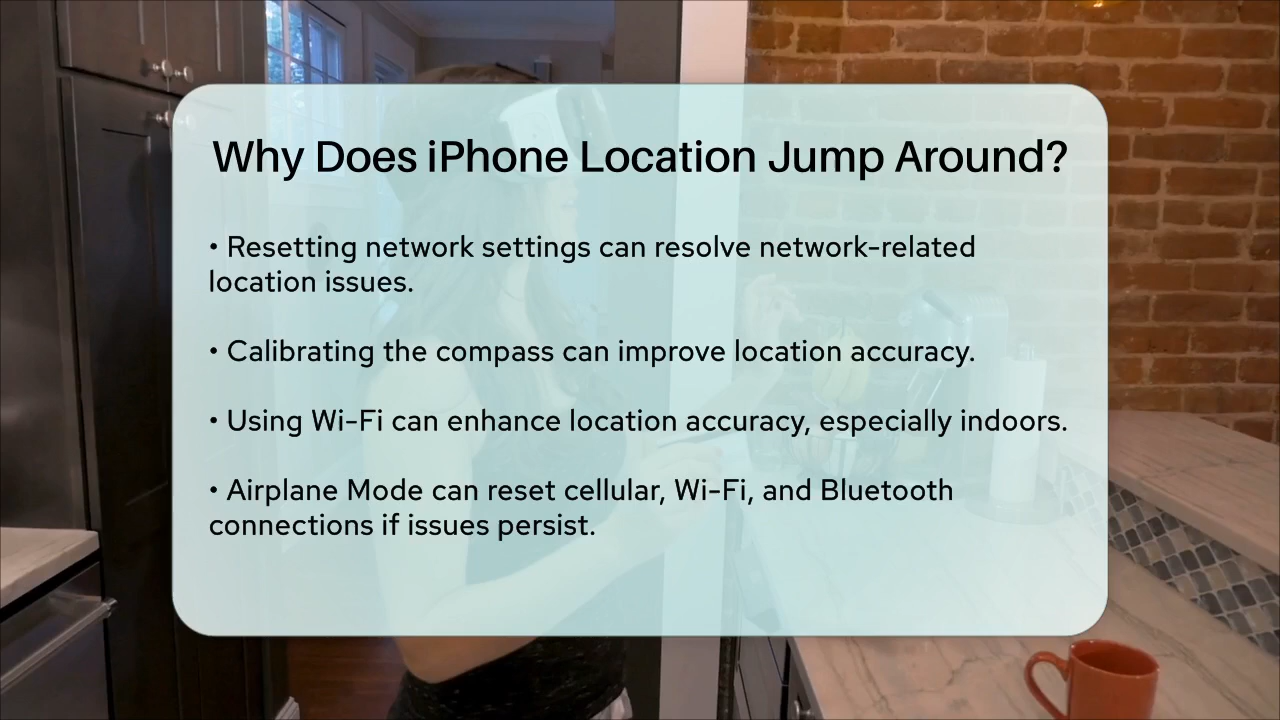 Why Does iPhone Location Jump Around?
• Resetting network settings can resolve network-related
location issues.
• Calibrating the compass can improve location accuracy.
• Using Wi-Fi can enhance location accuracy, especially indoors.
• Airplane Mode can reset cellular, Wi-Fi, and Bluetooth
connections if issues persist.